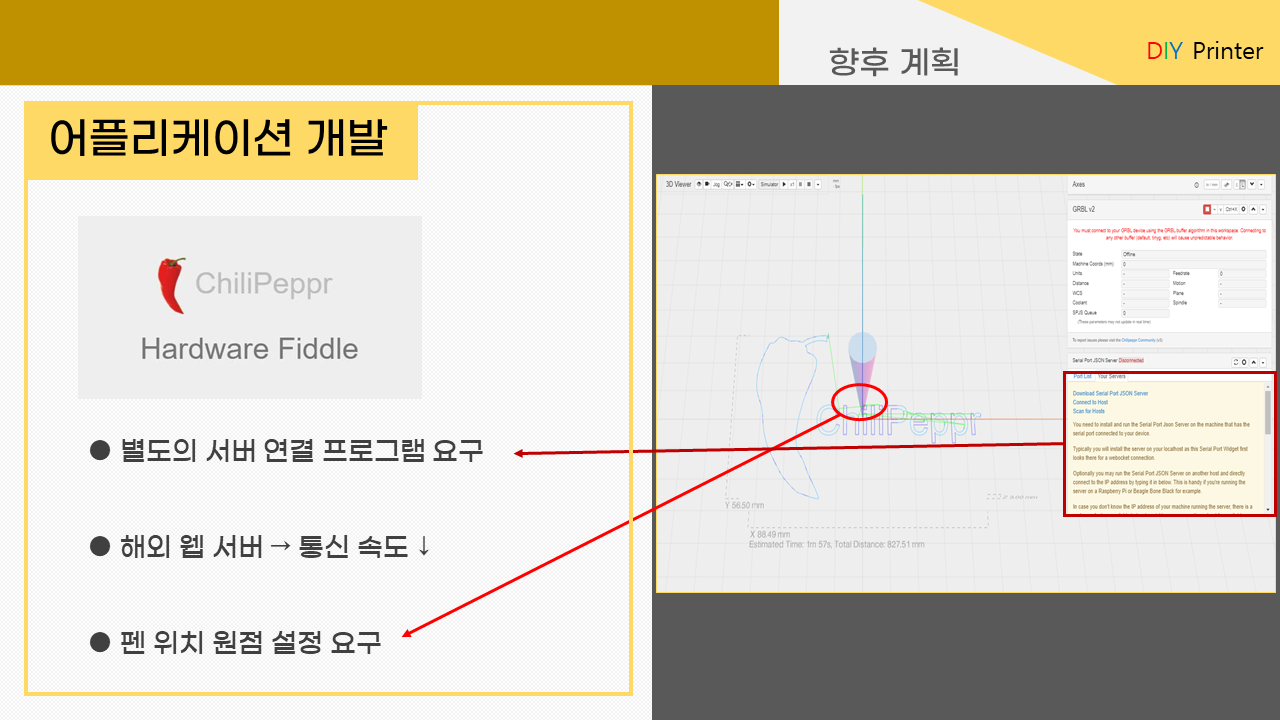 향후 계획
DIY Printer
어플리케이션 개발
ChiliPeppr
Hardware Fiddle
● 별도의 서버 연결 프로그램 요구
● 해외 웹 서버 → 통신 속도 ↓
● 펜 위치 원점 설정 요구
3D Viewer
Jog
Simulator
ChiliPeppr
Y 56.50 mm
X 88.49 mm
Estimated Time: 1m 57s, Total Distance: 827.51 mm
Axes
GRBL v2
Ctrl+X
You must connect to your GRBL device using the GRBL buffer algorithm in this workspace. Connecting to
any other buffer (default, tinyg, etc) will cause unpredictable behavior.
State Offline
Machine Coords (mm) 0
Units - Feedrate 0
Distance - Motion -
WCS - Plane -
Coolant - Spindle -
SPJS Queue 0
(These parameters may not update in real time)
To report issues please visit the Chilipeppr Community (v2)
Serial Port JSON Server Disconnected
Port List Your Servers
Download Serial Port JSON Server
Connect to Host
Scan for Hosts
You need to install and run the Serial Port Json Server on the machine that has the
serial port connected to your device.
Typically you will install the server on your localhost as this Serial Port Widget first
looks there for a websocket connection.
Optionally you may run the Serial Port JSON Server on another host and directly
connect to the IP address by typing it in below. This is handy if you're running the
server on a Raspberry Pi or Beagle Bone Black for example.
In case you don't know the IP address of your machine running the server, there is a